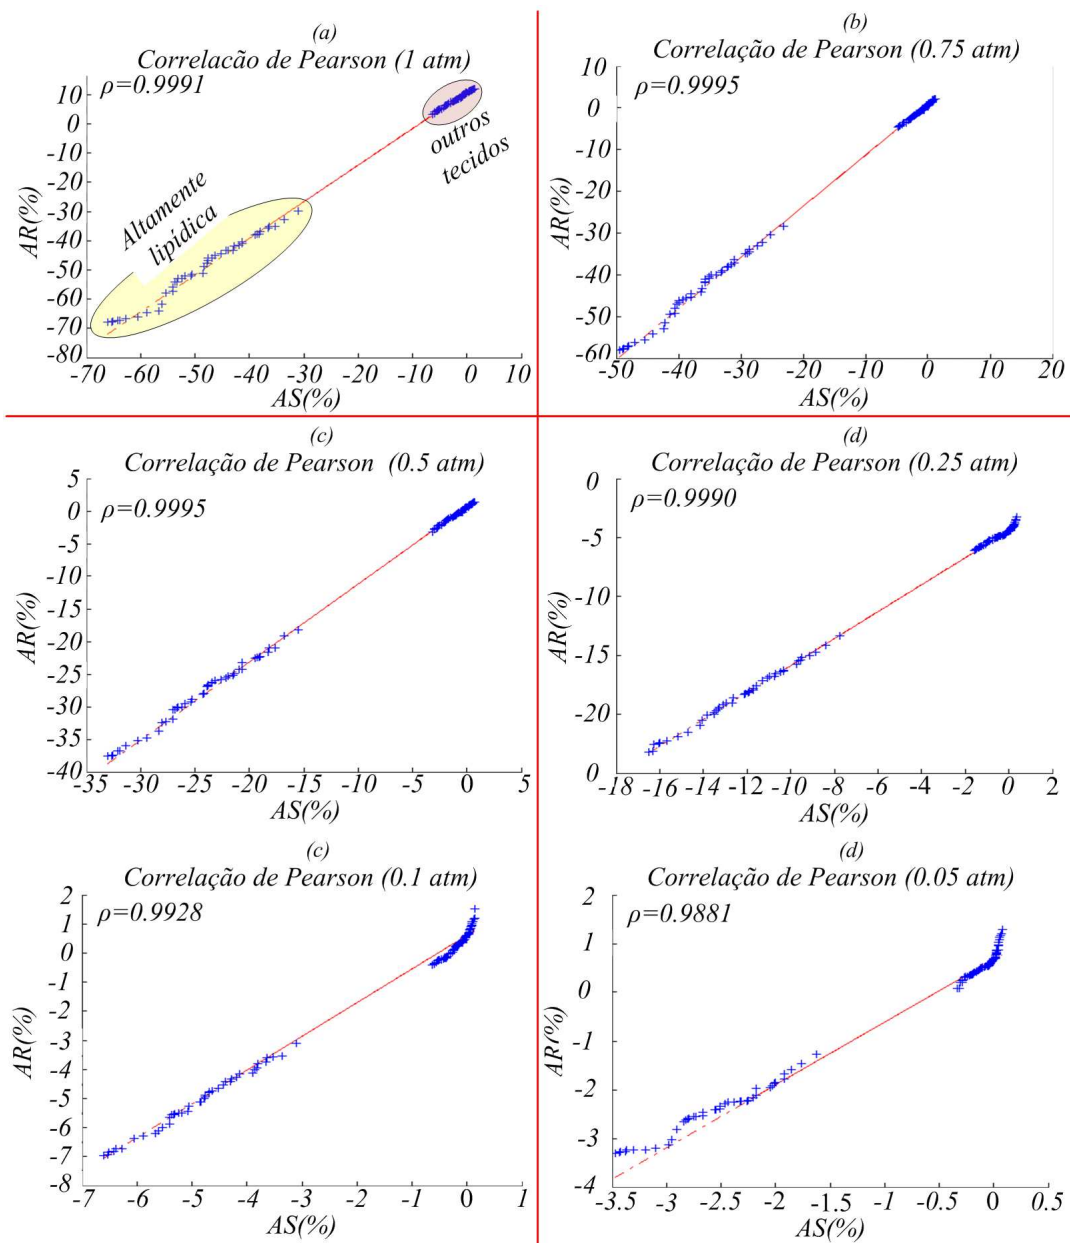 (a)
Correlacão de Pearson (1 atm)
ρ=0.9991
outros
tecidos
Altamente
lipídica
AR(%)
10
0
-10
-20
-30
-40
-50
-60
-70
-80
-70 -60 -50 -40 -30 -20 -10 0 10
AS(%)
(b)
Correlação de Pearson (0.75 atm)
ρ=0.9995
AR(%)
10
0
-10
-20
-30
-40
-50
-60
-50 -40 -30 -20 -10 0 10 20
AS(%)
(c)
Correlação de Pearson (0.5 atm)
ρ=0.9995
AR(%)
5
0
-5
-10
-15
-20
-25
-30
-35
-40
-35 -30 -25 -20 -15 -10 -5 0 5
AS(%)
(d)
Correlação de Pearson (0.25 atm)
ρ=0.9990
AR(%)
0
-5
-10
-15
-20
0
-18 -16 -14 -12 -10 -8 -6 -4 -2 0 2
AS(%)
(c)
Correlação de Pearson (0.1 atm)
ρ=0.9928
AR(%)
2
1
0
-1
-2
-3
-4
-5
-6
-7
-8
-7 -6 -5 -4 -3 -2 -1 0 1
AS(%)
(d)
Correlação de Pearson (0.05 atm)
ρ=0.9881
AR(%)
2
1
0
-1
-2
-3
-4
-3.5 -3 -2.5 -2 -1.5 -1 -0.5 0 0.5
AS(%)